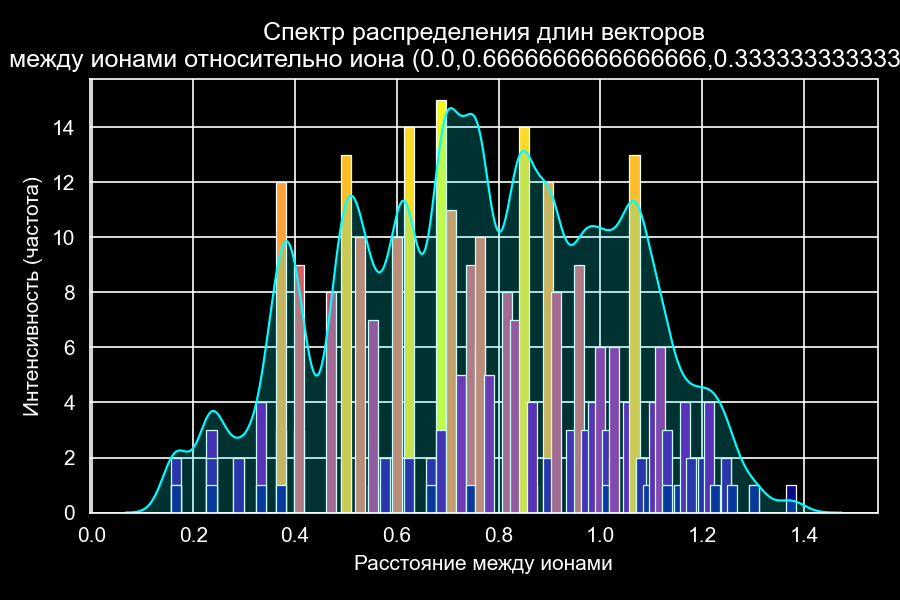 Спектр распределения длин векторов
между ионами относительно иона (0.0,0.6666666666666666,0.333333333333
Интенсивность (частота)
14
12
10
8
6
4
2
0
0.0 0.2 0.4 0.6 0.8 1.0 1.2 1.4
Расстояние между ионами